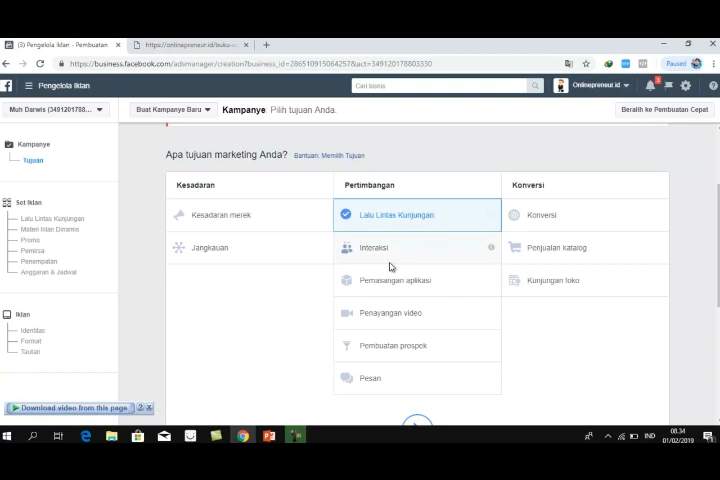 (3) Pengelola Iklan - Pembuatan
https://onlinepreneur.id/buku-
https://business.facebook.com/adsmanager/creation?business_id=286510915064257&act=349120178803330
Paused
Pengelola Iklan
Cari bisnis
Onlinepreneur.id
Muh Darwis (3491201788...
Buat Kampanye Baru
Kampanye: Pilih tujuan Anda.
Beralih ke Pembuatan Cepat
Kampanye
Tujuan
Set Iklan
Lalu Lintas Kunjungan
Materi Iklan Dinamis
Promo
Pemirsa
Penempatan
Anggaran & Jadwal
Iklan
Identitas
Format
Tautan
Apa tujuan marketing Anda? Bantuan: Memilih Tujuan
Kesadaran
Pertimbangan
Konversi
Kesadaran merek
Lalu Lintas Kunjungan
Konversi
Jangkauan
Interaksi
Penjualan katalog
Pemasangan aplikasi
Kunjungan toko
Penayangan video
Pembuatan prospek
Pesan
Download video from this page
IND
08.34
01/02/2019